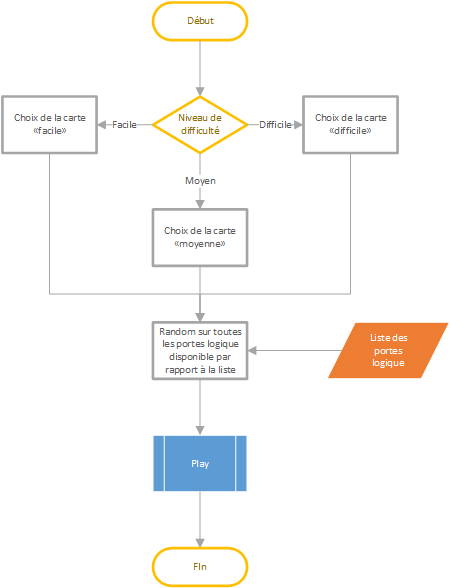 Début
Niveau de
difficulté
Facile
Difficile
Moyen
Choix de la carte
«facile»
Choix de la carte
«difficile»
Choix de la carte
«moyenne»
Random sur toutes
les portes logique
disponible par
rapport à la liste
Liste des
portes
logique
Play
FIn